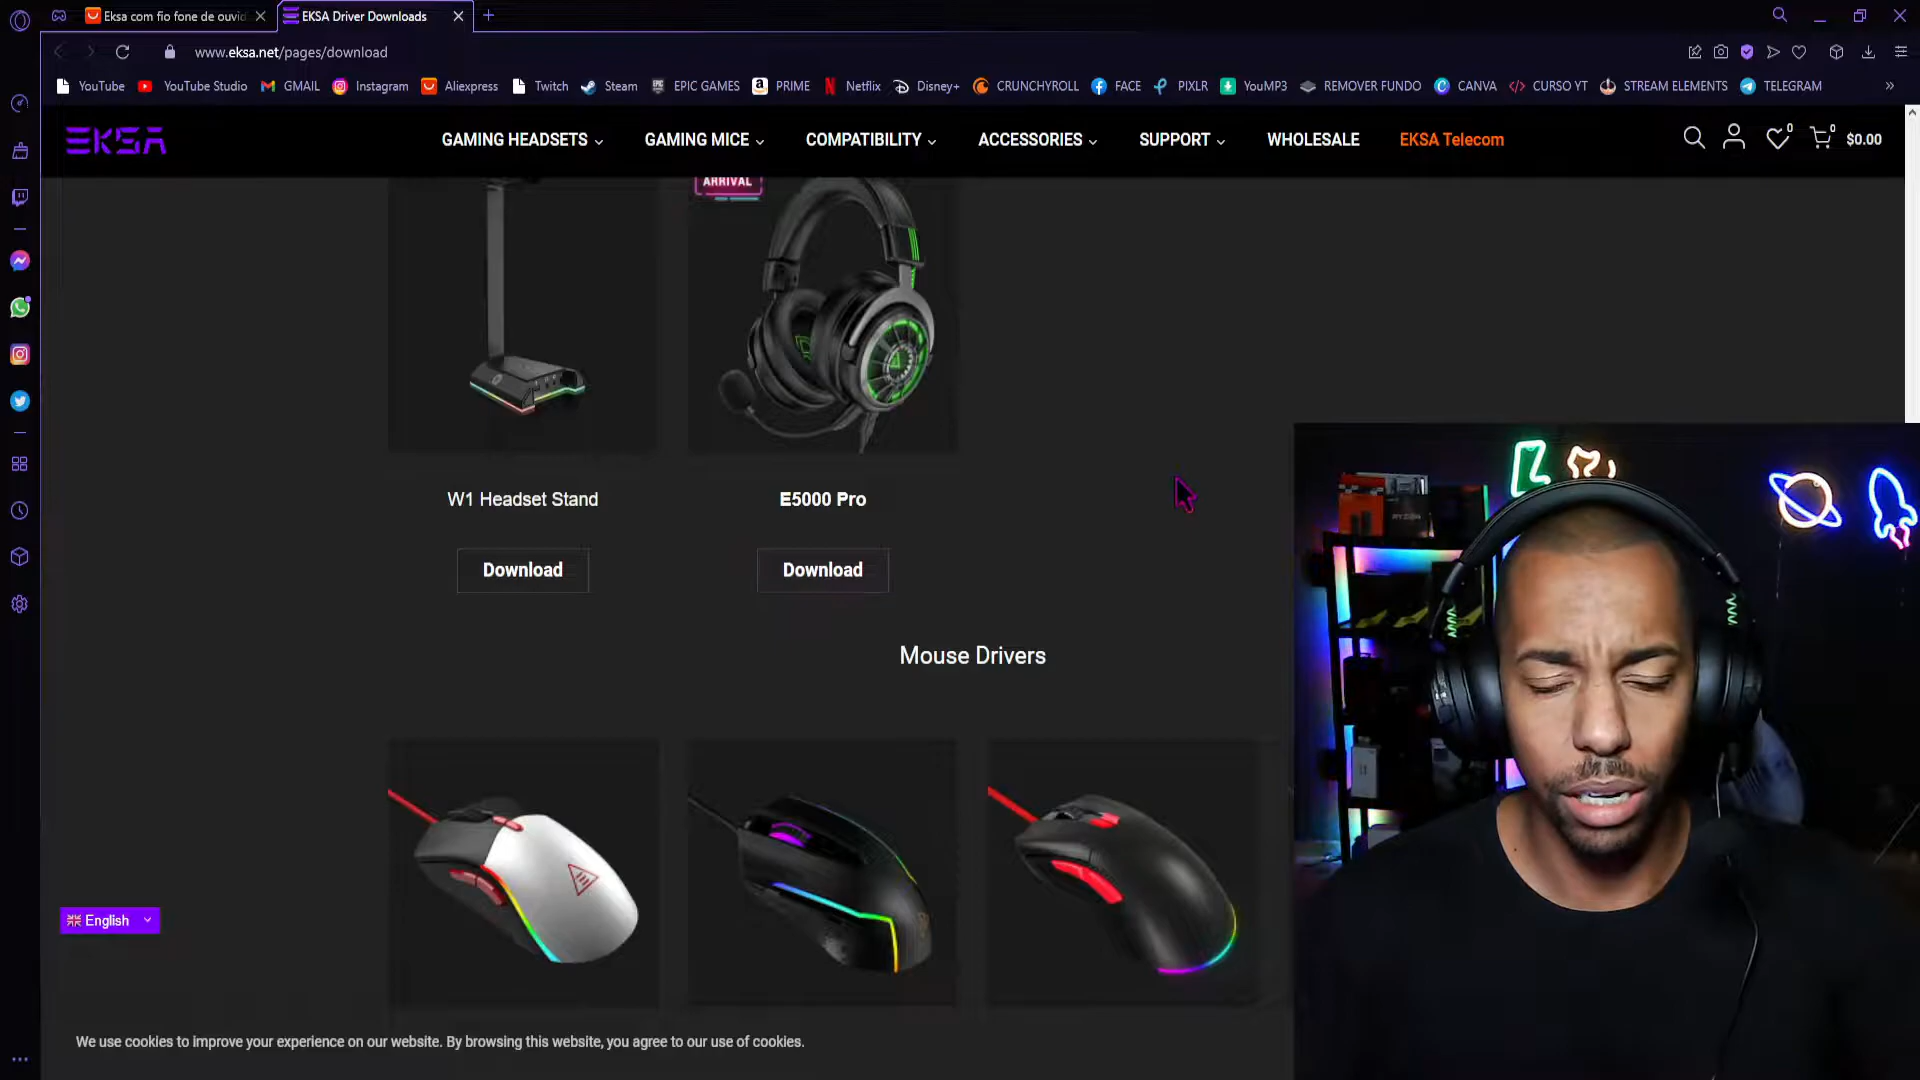 Eksa com fio fone de ouvid
EKSA Driver Downloads
www.eksa.net/pages/download
YouTube YouTube Studio GMAIL Instagram Aliexpress Twitch Steam EPIC GAMES PRIME Netflix Disney+ CRUNCHYROLL FACE PIXLR YouMP3 REMOVER FUNDO CANVA CURSO YT STREAM ELEMENTS TELEGRAM »
EKSA GAMING HEADSETS GAMING MICE COMPATIBILITY ACCESSORIES SUPPORT WHOLESALE EKSA Telecom 0 0 $0.00
ARRIVAL
W1 Headset Stand E5000 Pro
Download Download
Mouse Drivers
English
We use cookies to improve your experience on our website. By browsing this website, you agree to our use of cookies.
RYZEN